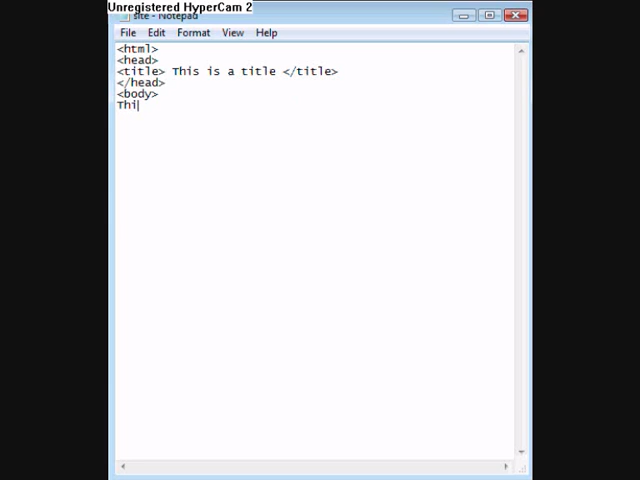 Unregistered HyperCam 2
site - Notepad
File Edit Format View Help
<html>
<head>
<title> This is a title </title>
</head>
<body>
Thi